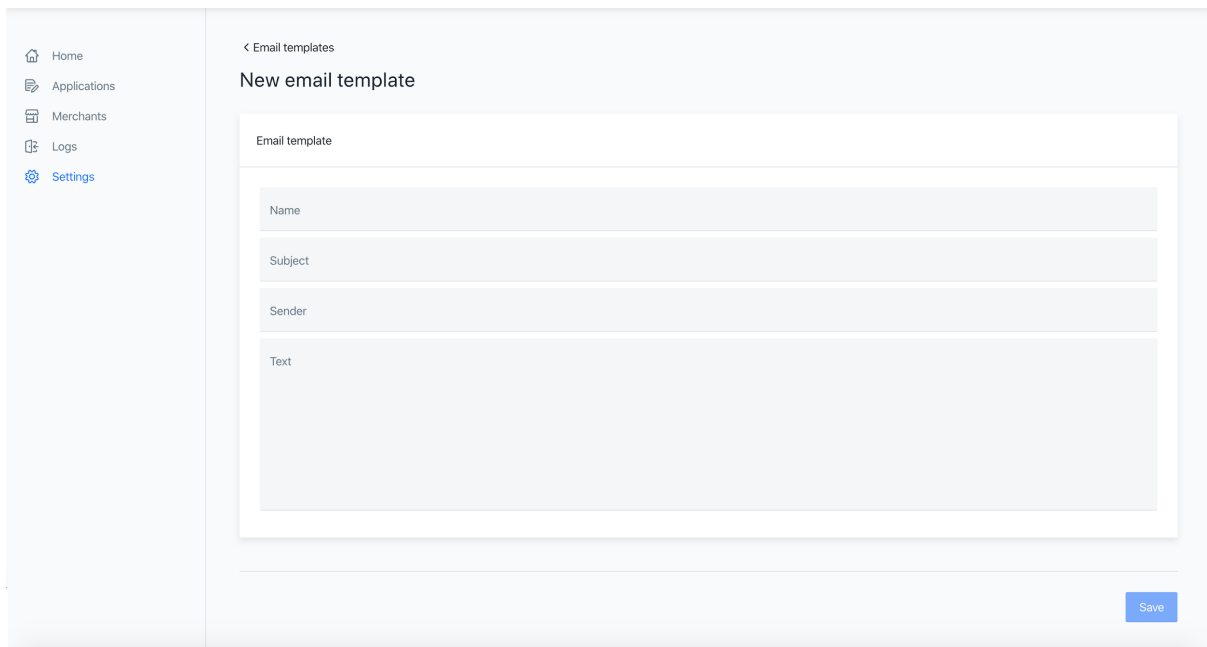 Home
Applications
Merchants
Logs
Settings
Email templates
New email template
Email template
Name
Subject
Sender
Text
Save